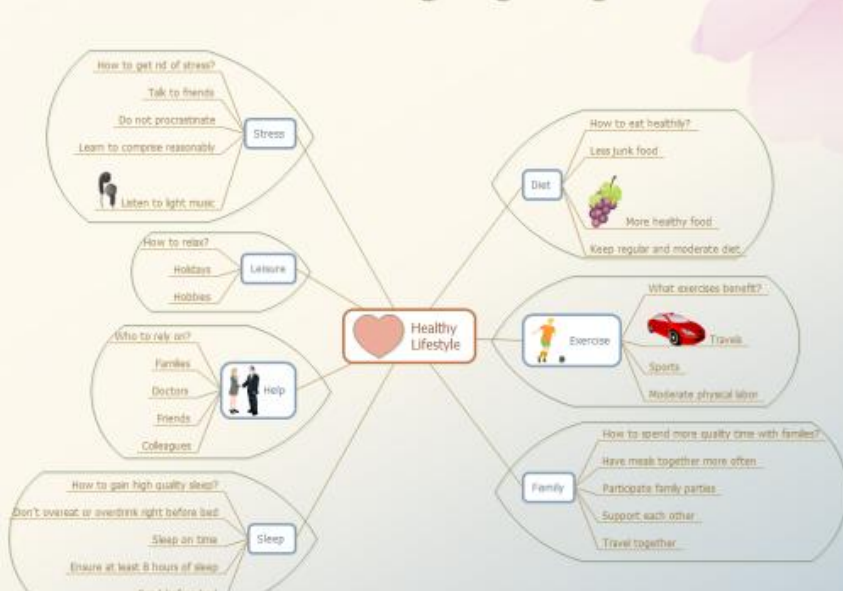 Healthy
Lifestyle
Stress
How to get rid of stress?
Talk to friends
Do not procrastinate
Learn to comprise reasonably
Listen to light music
Leisure
How to relax?
Holidays
Hobbies
Help
Who to rely on?
Families
Doctors
Friends
Colleagues
Sleep
How to gain high quality sleep?
Don't overeat or overdrink right before bed
Sleep on time
Ensure at least 8 hours of sleep
Diet
How to eat healthily?
Less junk food
More healthy food
Keep regular and moderate diet
Exercise
What exercises benefit?
Travels
Sports
Moderate physical labor
Family
How to spend more quality time with families?
Have meals together more often
Participate family parties
Support each other
Travel together